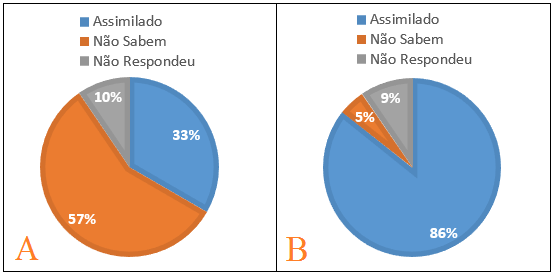 Assimilado
Não Sabem
Não Respondeu
10%
33%
57%
A
Assimilado
Não Sabem
Não Respondeu
9%
5%
86%
B